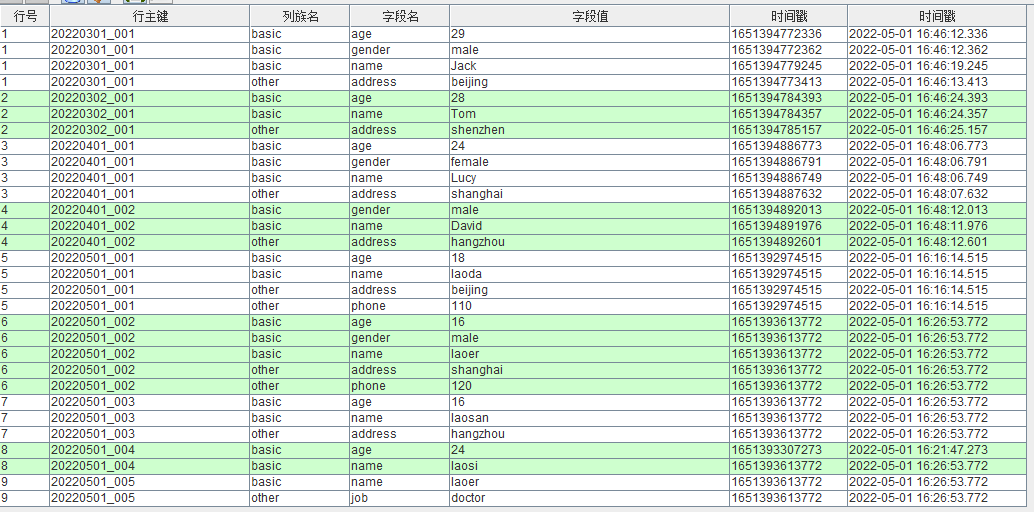 行号 行主键 列族名 字段名 字段值 时间戳 时间戳
1 20220301_001 basic age 29 1651394772336 2022-05-01 16:46:12.336
1 20220301_001 basic gender male 1651394772362 2022-05-01 16:46:12.362
1 20220301_001 basic name Jack 1651394779245 2022-05-01 16:46:19.245
1 20220301_001 other address beijing 1651394773413 2022-05-01 16:46:13.413
2 20220302_001 basic age 28 1651394784393 2022-05-01 16:46:24.393
2 20220302_001 basic name Tom 1651394784357 2022-05-01 16:46:24.357
2 20220302_001 other address shenzhen 1651394785157 2022-05-01 16:46:25.157
3 20220401_001 basic age 24 1651394886773 2022-05-01 16:48:06.773
3 20220401_001 basic gender female 1651394886791 2022-05-01 16:48:06.791
3 20220401_001 basic name Lucy 1651394886749 2022-05-01 16:48:06.749
3 20220401_001 other address shanghai 1651394887632 2022-05-01 16:48:07.632
4 20220401_002 basic gender male 1651394892013 2022-05-01 16:48:12.013
4 20220401_002 basic name David 1651394891976 2022-05-01 16:48:11.976
4 20220401_002 other address hangzhou 1651394892601 2022-05-01 16:48:12.601
5 20220501_001 basic age 18 1651392974515 2022-05-01 16:16:14.515
5 20220501_001 basic name laoda 1651392974515 2022-05-01 16:16:14.515
5 20220501_001 other address beijing 1651392974515 2022-05-01 16:16:14.515
5 20220501_001 other phone 110 1651392974515 2022-05-01 16:16:14.515
6 20220501_002 basic age 16 1651393613772 2022-05-01 16:26:53.772
6 20220501_002 basic gender male 1651393613772 2022-05-01 16:26:53.772
6 20220501_002 basic name laoer 1651393613772 2022-05-01 16:26:53.772
6 20220501_002 other address shanghai 1651393613772 2022-05-01 16:26:53.772
6 20220501_002 other phone 120 1651393613772 2022-05-01 16:26:53.772
7 20220501_003 basic age 16 1651393613772 2022-05-01 16:26:53.772
7 20220501_003 basic name laosan 1651393613772 2022-05-01 16:26:53.772
7 20220501_003 other address hangzhou 1651393613772 2022-05-01 16:26:53.772
8 20220501_004 basic age 24 1651393307273 2022-05-01 16:21:47.273
8 20220501_004 basic name laosi 1651393613772 2022-05-01 16:26:53.772
9 20220501_005 basic name laoer 1651393613772 2022-05-01 16:26:53.772
9 20220501_005 other job doctor 1651393613772 2022-05-01 16:26:53.772